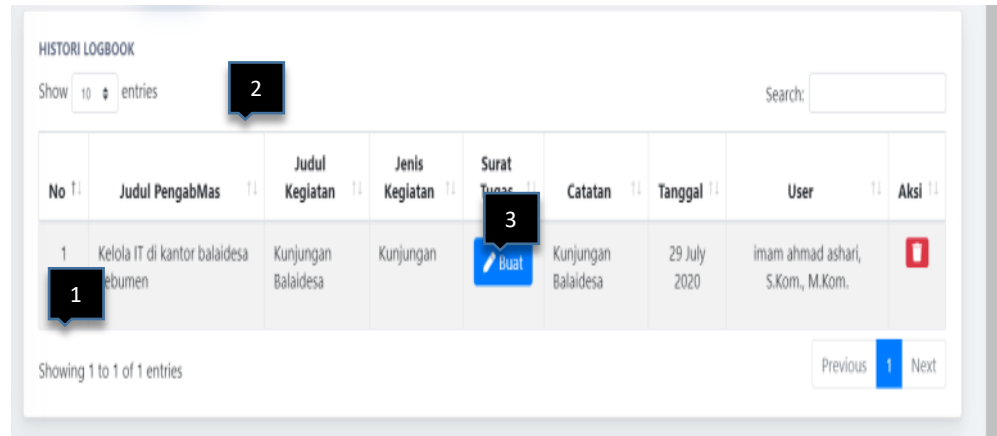 HISTORI LOGBOOK
Show 10 entries
2
Search:
No
Judul PengabMas
Judul
Kegiatan
Jenis
Kegiatan
Surat
Tugas
Catatan
Tanggal
User
Aksi
3
1
Kelola IT di kantor balaidesa
Kunjungan
Balaidesa
Kunjungan
Buat
Kunjungan
Balaidesa
29 July
2020
imam ahmad ashari,
S.Kom., M.Kom.
1
Showing 1 to 1 of 1 entries
Previous 1 Next